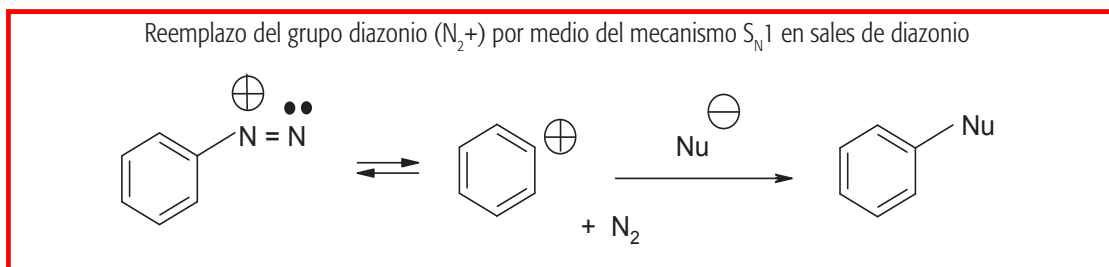 Reemplazo del grupo diazonio (N₂+) por medio del mecanismo Sₙ1 en sales de diazonio
⊕
N = N
⊕
Nu ⊖
Nu
+ N₂